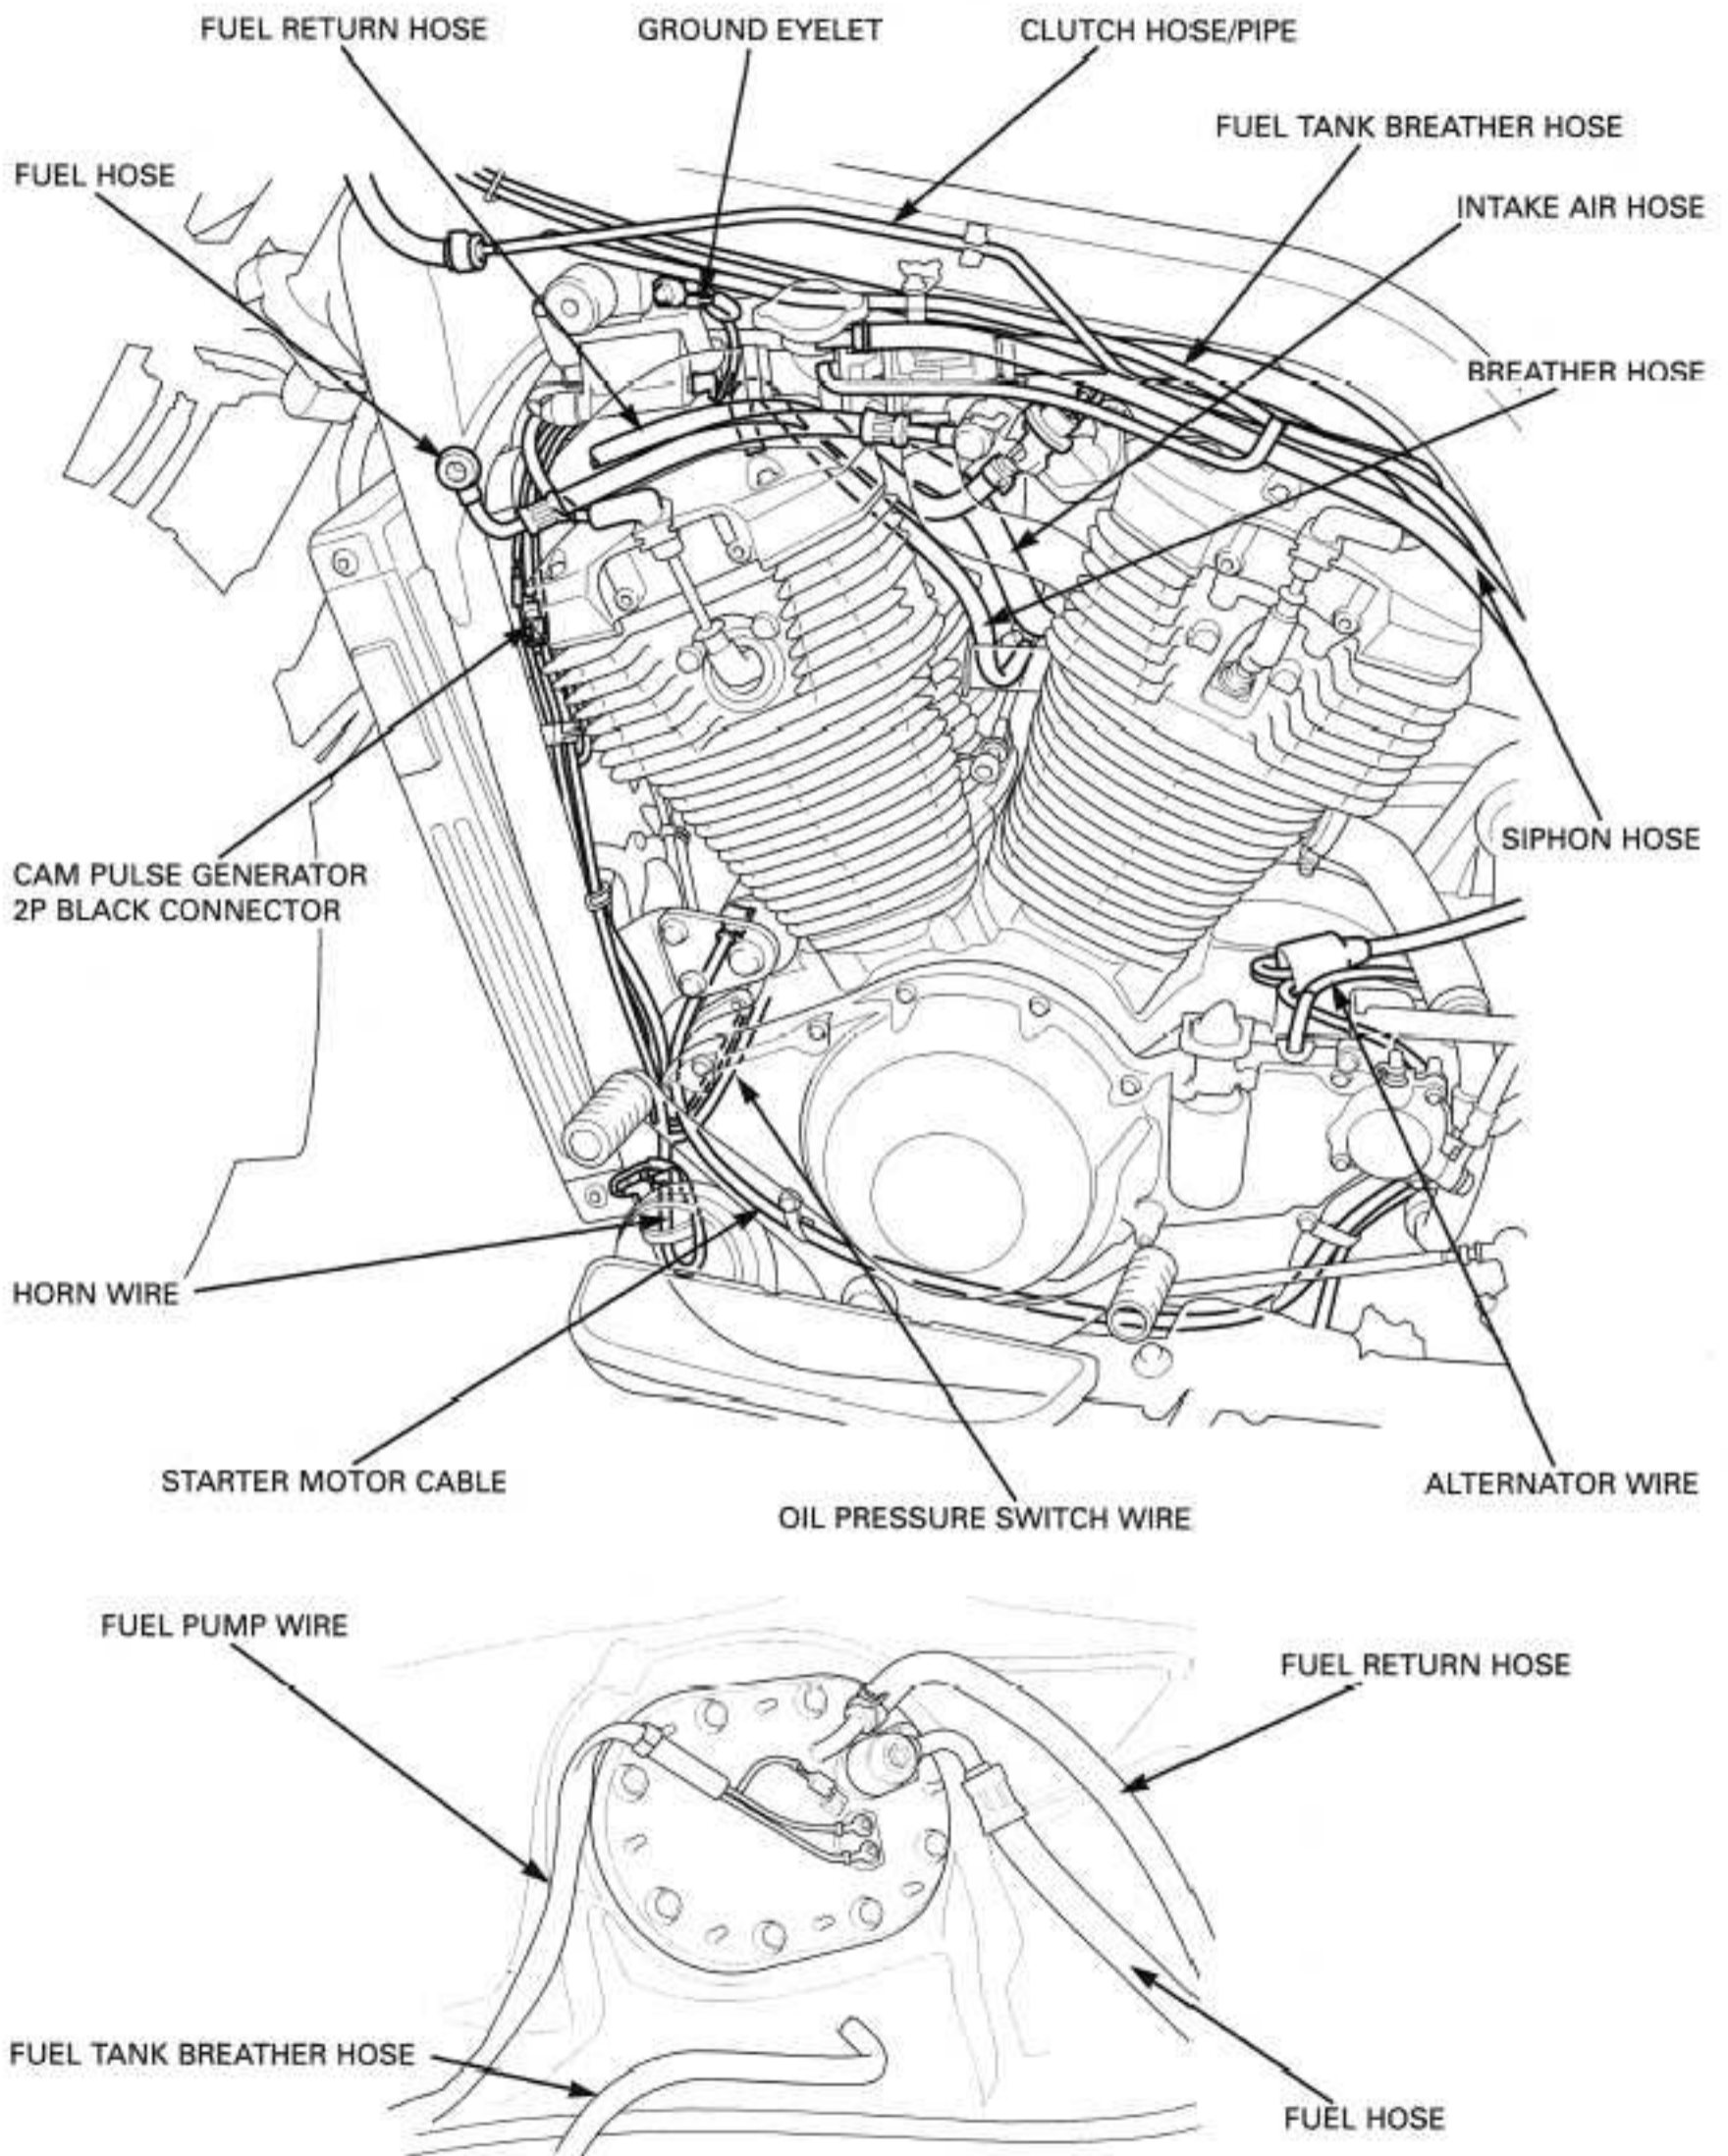 FUEL RETURN HOSE
GROUND EYELET
CLUTCH HOSE/PIPE
FUEL TANK BREATHER HOSE
FUEL HOSE
INTAKE AIR HOSE
BREATHER HOSE
SIPHON HOSE
CAM PULSE GENERATOR
2P BLACK CONNECTOR
HORN WIRE
STARTER MOTOR CABLE
ALTERNATOR WIRE
OIL PRESSURE SWITCH WIRE
FUEL PUMP WIRE
FUEL RETURN HOSE
FUEL TANK BREATHER HOSE
FUEL HOSE